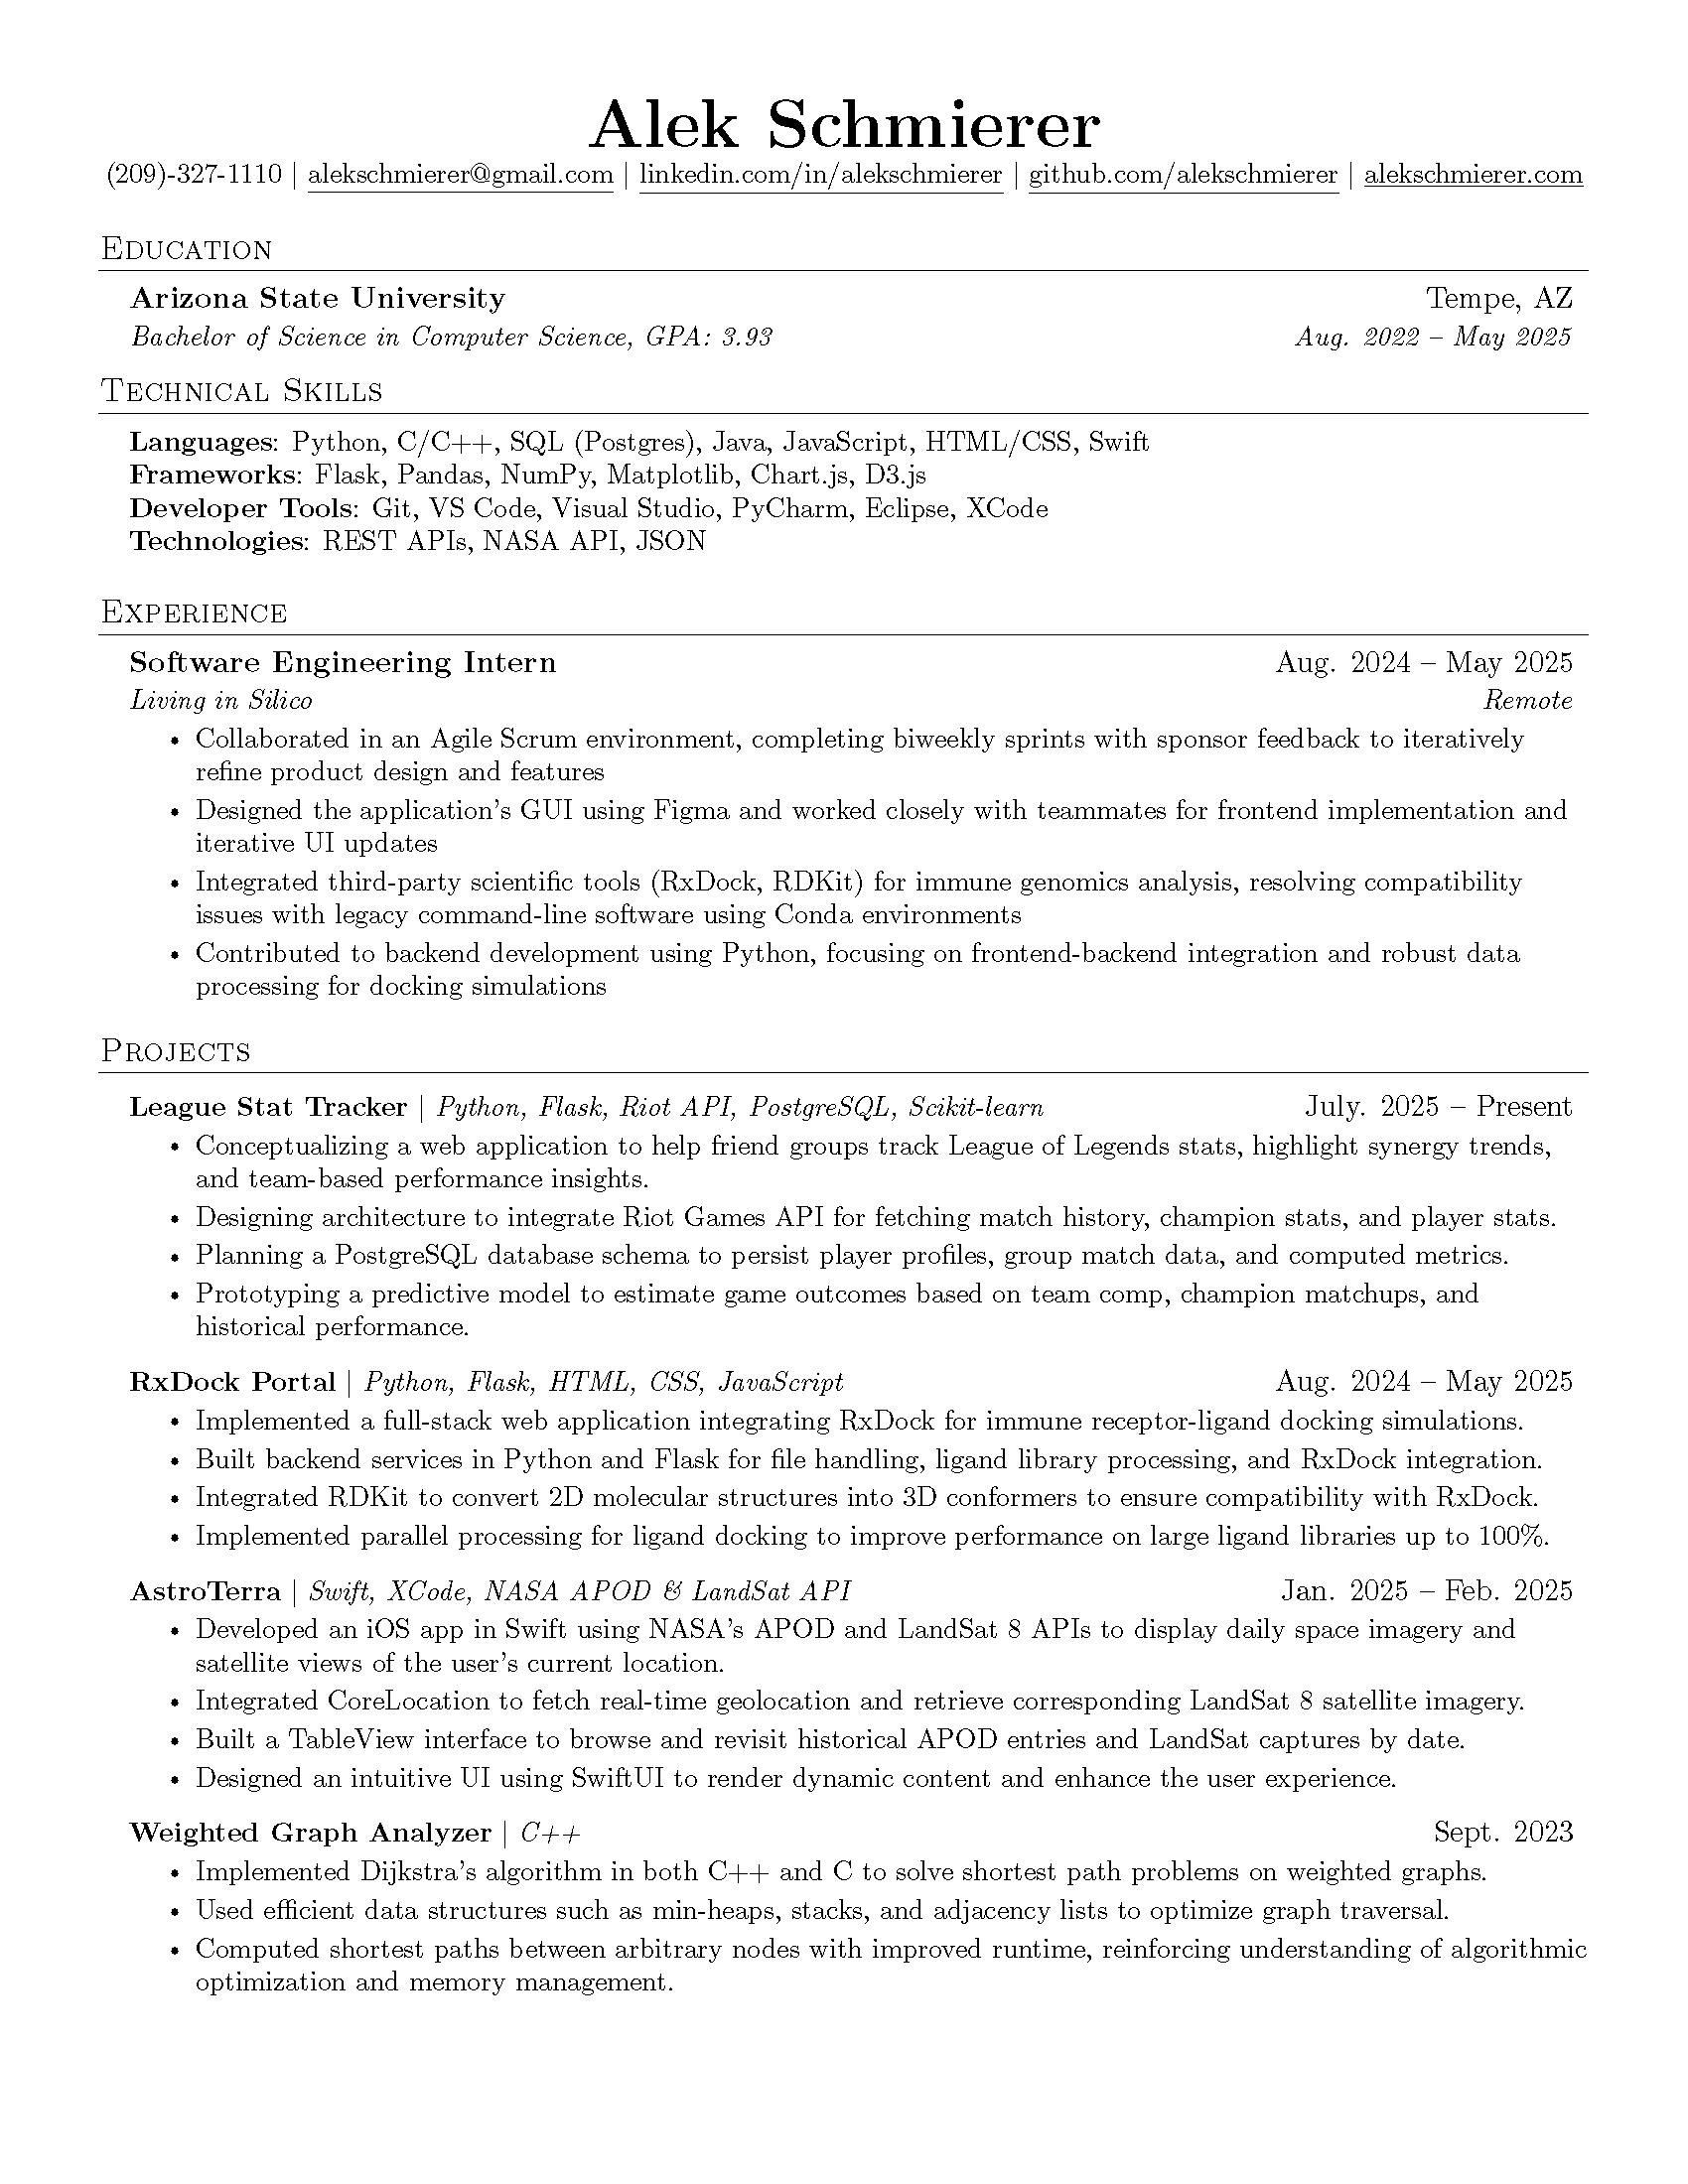 Alek Schmierer
(209)-327-1110 | alekschmierer@gmail.com | linkedin.com/in/alekschmierer | github.com/alekschmierer | alekschmierer.com
Education
Arizona State University Tempe, AZ
Bachelor of Science in Computer Science, GPA: 3.93 Aug. 2022 – May 2025
Technical Skills
Languages: Python, C/C++, SQL (Postgres), Java, JavaScript, HTML/CSS, Swift
Frameworks: Flask, Pandas, NumPy, Matplotlib, Chart.js, D3.js
Developer Tools: Git, VS Code, Visual Studio, PyCharm, Eclipse, XCode
Technologies: REST APIs, NASA API, JSON
Experience
Software Engineering Intern Aug. 2024 – May 2025
Living in Silico Remote
• Collaborated in an Agile Scrum environment, completing biweekly sprints with sponsor feedback to iteratively
refine product design and features
• Designed the application's GUI using Figma and worked closely with teammates for frontend implementation and
iterative UI updates
• Integrated third-party scientific tools (RxDock, RDKit) for immune genomics analysis, resolving compatibility
issues with legacy command-line software using Conda environments
• Contributed to backend development using Python, focusing on frontend-backend integration and robust data
processing for docking simulations
Projects
League Stat Tracker | Python, Flask, Riot API, PostgreSQL, Scikit-learn July. 2025 – Present
• Conceptualizing a web application to help friend groups track League of Legends stats, highlight synergy trends,
and team-based performance insights.
• Designing architecture to integrate Riot Games API for fetching match history, champion stats, and player stats.
• Planning a PostgreSQL database schema to persist player profiles, group match data, and computed metrics.
• Prototyping a predictive model to estimate game outcomes based on team comp, champion matchups, and
historical performance.
RxDock Portal | Python, Flask, HTML, CSS, JavaScript Aug. 2024 – May 2025
• Implemented a full-stack web application integrating RxDock for immune receptor-ligand docking simulations.
• Built backend services in Python and Flask for file handling, ligand library processing, and RxDock integration.
• Integrated RDKit to convert 2D molecular structures into 3D conformers to ensure compatibility with RxDock.
• Implemented parallel processing for ligand docking to improve performance on large ligand libraries up to 100%.
AstroTerra | Swift, XCode, NASA APOD & LandSat API Jan. 2025 – Feb. 2025
• Developed an iOS app in Swift using NASA's APOD and LandSat 8 APIs to display daily space imagery and
satellite views of the user's current location.
• Integrated CoreLocation to fetch real-time geolocation and retrieve corresponding LandSat 8 satellite imagery.
• Built a TableView interface to browse and revisit historical APOD entries and LandSat captures by date.
• Designed an intuitive UI using SwiftUI to render dynamic content and enhance the user experience.
Weighted Graph Analyzer | C++ Sept. 2023
• Implemented Dijkstra's algorithm in both C++ and C to solve shortest path problems on weighted graphs.
• Used efficient data structures such as min-heaps, stacks, and adjacency lists to optimize graph traversal.
• Computed shortest paths between arbitrary nodes with improved runtime, reinforcing understanding of algorithmic
optimization and memory management.